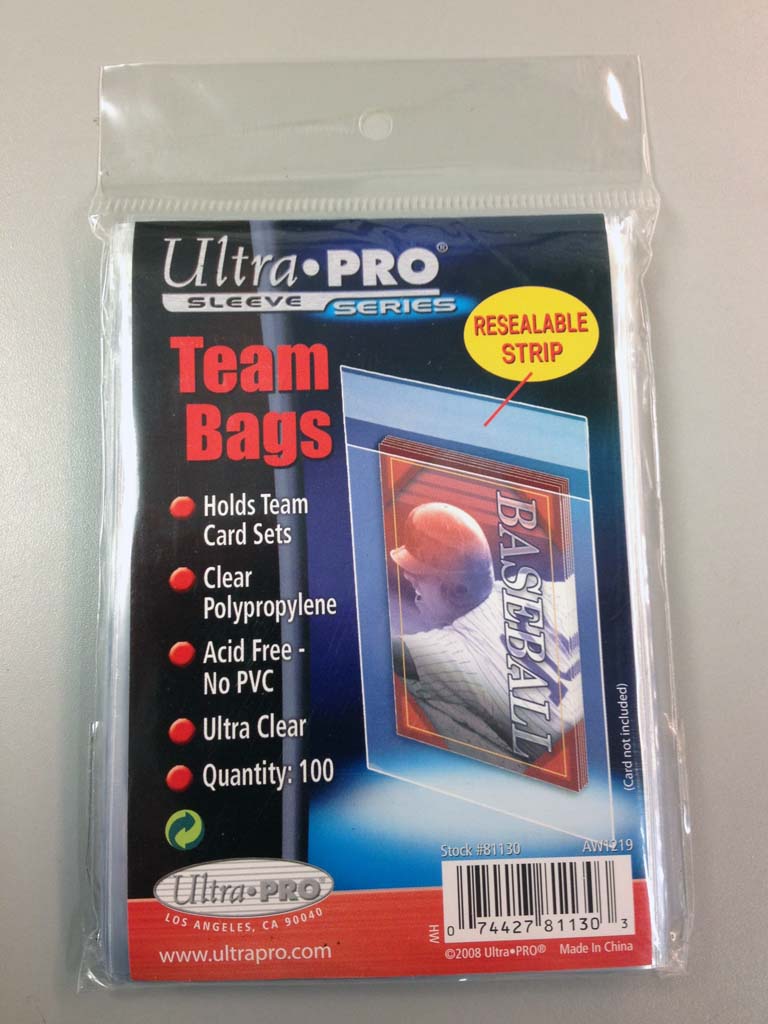 Ultra•PRO®
SLEEVE SERIES
RESEALABLE
STRIP
Team
Bags
Holds Team
Card Sets
Clear
Polypropylene
Acid Free -
No PVC
Ultra Clear
Quantity: 100
BASEBALL
(Card not included)
Stock #81130 AW1219
Ultra•PRO
LOS ANGELES, CA 90040
www.ultrapro.com
HW
0 74427 81130 3
©2008 Ultra•PRO® Made In China